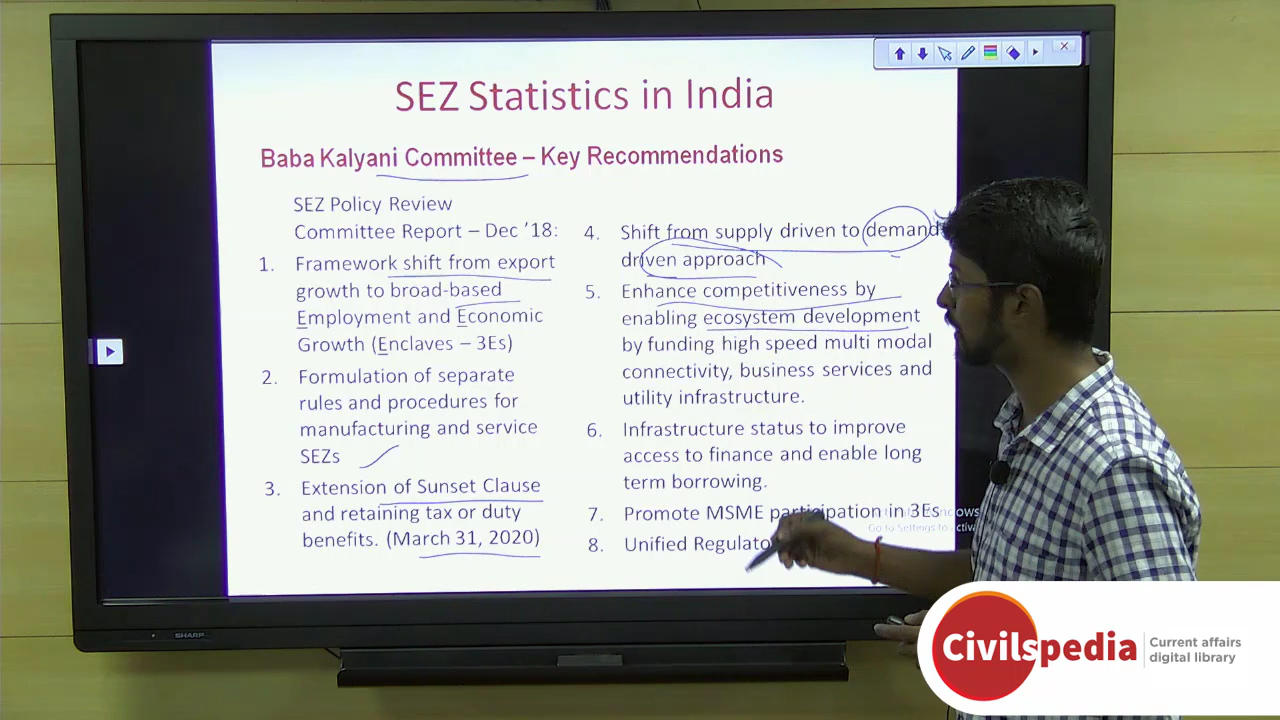 SEZ Statistics in India
Baba Kalyani Committee – Key Recommendations
SEZ Policy Review
Committee Report – Dec '18:
1. Framework shift from export
growth to broad-based
Employment and Economic
Growth (Enclaves – 3Es)
2. Formulation of separate
rules and procedures for
manufacturing and service
SEZs
3. Extension of Sunset Clause
and retaining tax or duty
benefits. (March 31, 2020)
4. Shift from supply driven to demand
driven approach
5. Enhance competitiveness by
enabling ecosystem development
by funding high speed multi modal
connectivity, business services and
utility infrastructure.
6. Infrastructure status to improve
access to finance and enable long
term borrowing.
7. Promote MSME participation in 3Es
8. Unified
Go to Settings to
SHARP
Civilspedia
Current affairs
digital library